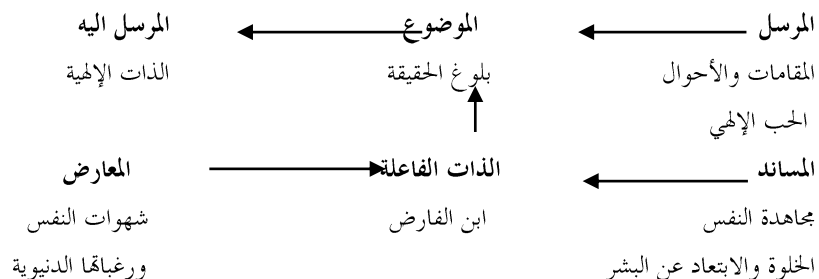 المرسل الموضوع المرسل اليه
المقامات والأحوال بلوغ الحقيقة الذات الإلهية
الحب الإلهي
المساند الذات الفاعلة المعارض
مجاهدة النفس ابن الفارض شهوات النفس
الخلوة والابتعاد عن البشر ورغباتها الدنيوية